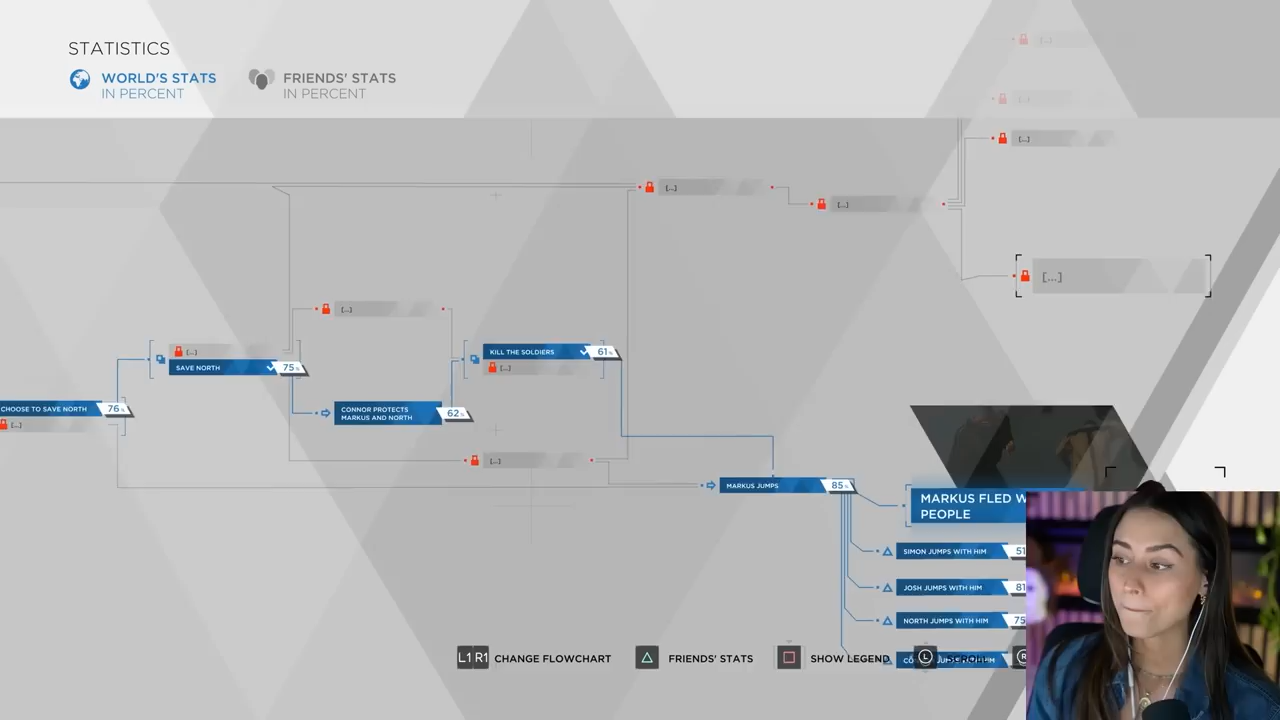 STATISTICS
WORLD'S STATS
IN PERCENT
FRIENDS' STATS
IN PERCENT
[...]
[...]
[...]
[...]
[...]
[...]
[...]
[...]
KILL THE SOLDIERS 61%
SAVE NORTH 75%
[...]
CHOOSE TO SAVE NORTH 76%
CONNOR PROTECTS
MARKUS AND NORTH 62%
[...]
[...]
MARKUS JUMPS 85%
MARKUS FLED W
PEOPLE
SIMON JUMPS WITH HIM 51
JOSH JUMPS WITH HIM 81
NORTH JUMPS WITH HIM 75
L1 R1 CHANGE FLOWCHART
FRIENDS' STATS
SHOW LEGEND
L SCROLL
R